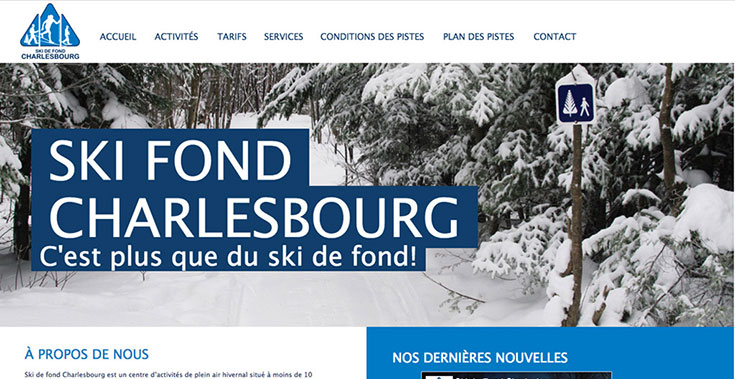 SKI DE FOND
CHARLESBOURG
ACCUEIL
ACTIVITÉS
TARIFS
SERVICES
CONDITIONS DES PISTES
PLAN DES PISTES
CONTACT
SKI FOND
CHARLESBOURG
C'est plus que du ski de fond!
À PROPOS DE NOUS
Ski de fond Charlesbourg est un centre d'activités de plein air hivernal situé à moins de 10
NOS DERNIÈRES NOUVELLES